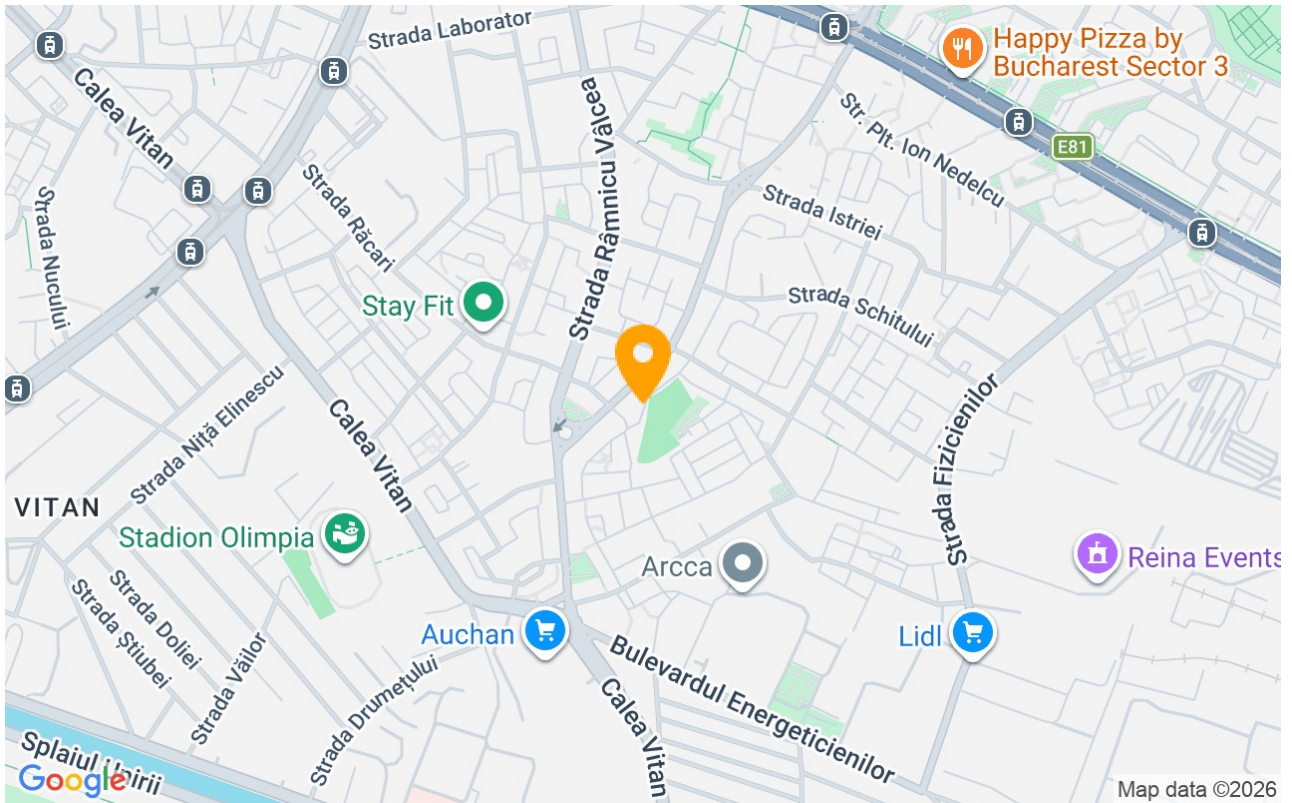 Strada Laborator
Happy Pizza by
Bucharest Sector 3
Calea Vitan
Str. Plt. Ion Nedelcu
E81
Strada Râmnicu Vâlcea
Strada Răcari
Strada Nucului
Strada Istriei
Stay Fit
Strada Schitului
Strada Niță Elinescu
Calea Vitan
Strada Fizicienilor
VITAN
Stadion Olimpia
Arcca
Reina Events
Strada Doliei
Strada Știubei
Strada Văilor
Auchan
Lidl
Strada Drumețului
Bulevardul Energeticienilor
Calea Vitan
Splaiul Unirii
Google
Map data ©2026